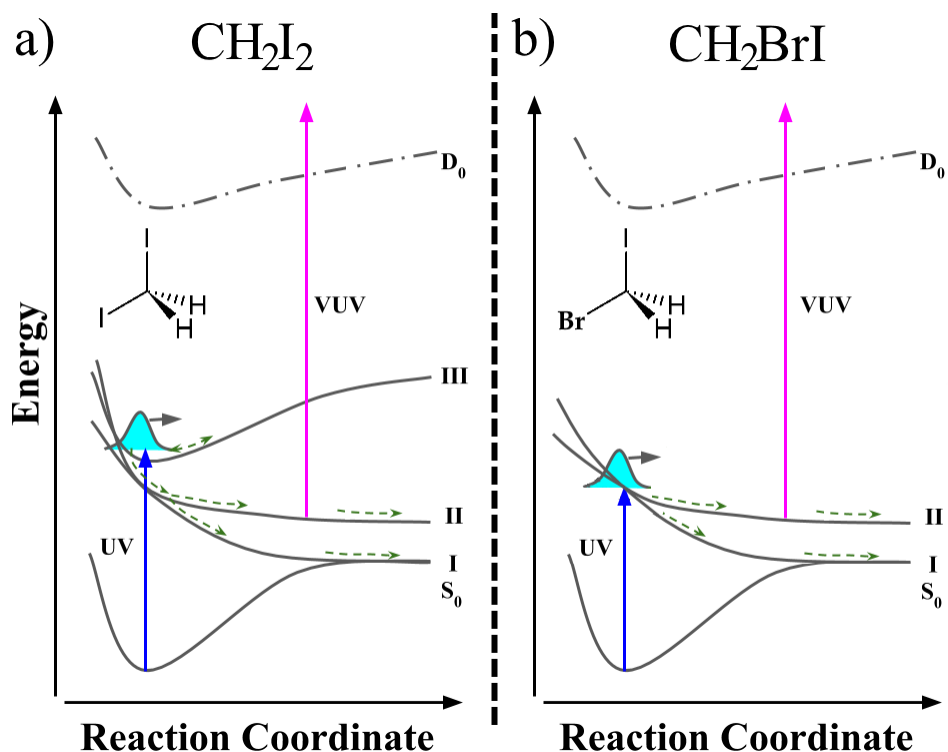 a) CH2I2
b) CH2BrI
Energy
D0
I
I
H
H
VUV
III
II
I
S0
UV
Reaction Coordinate
D0
I
Br
H
H
VUV
II
I
S0
UV
Reaction Coordinate